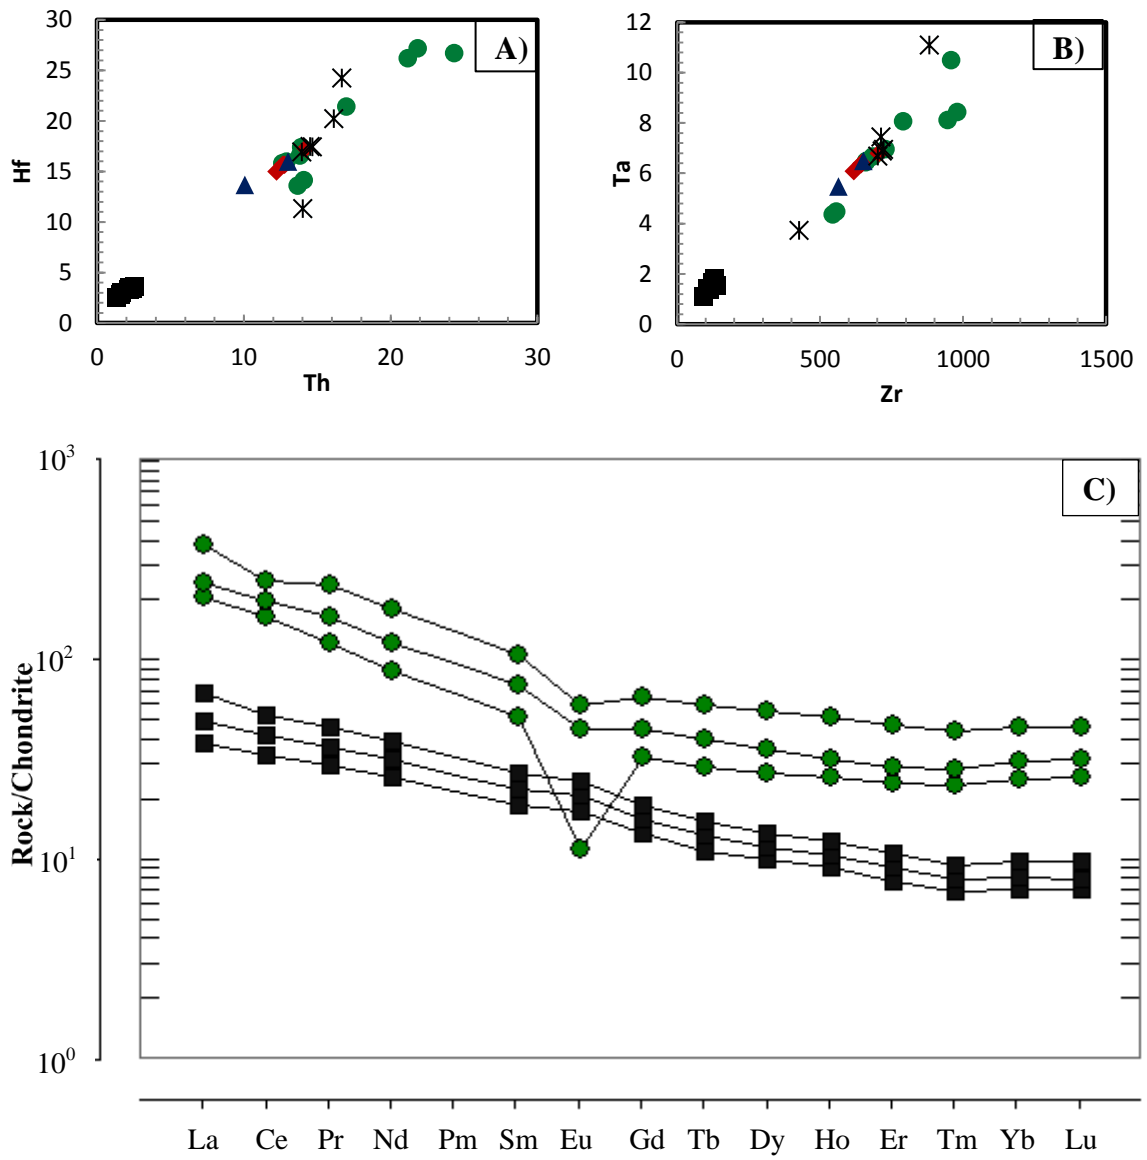 A)
30
25
20
15
10
5
0
Hf
0 10 20 30
Th
B)
12
10
8
6
4
2
0
Ta
0 500 1000 1500
Zr
C)
10³
10²
10¹
10⁰
Rock/Chondrite
La Ce Pr Nd Pm Sm Eu Gd Tb Dy Ho Er Tm Yb Lu